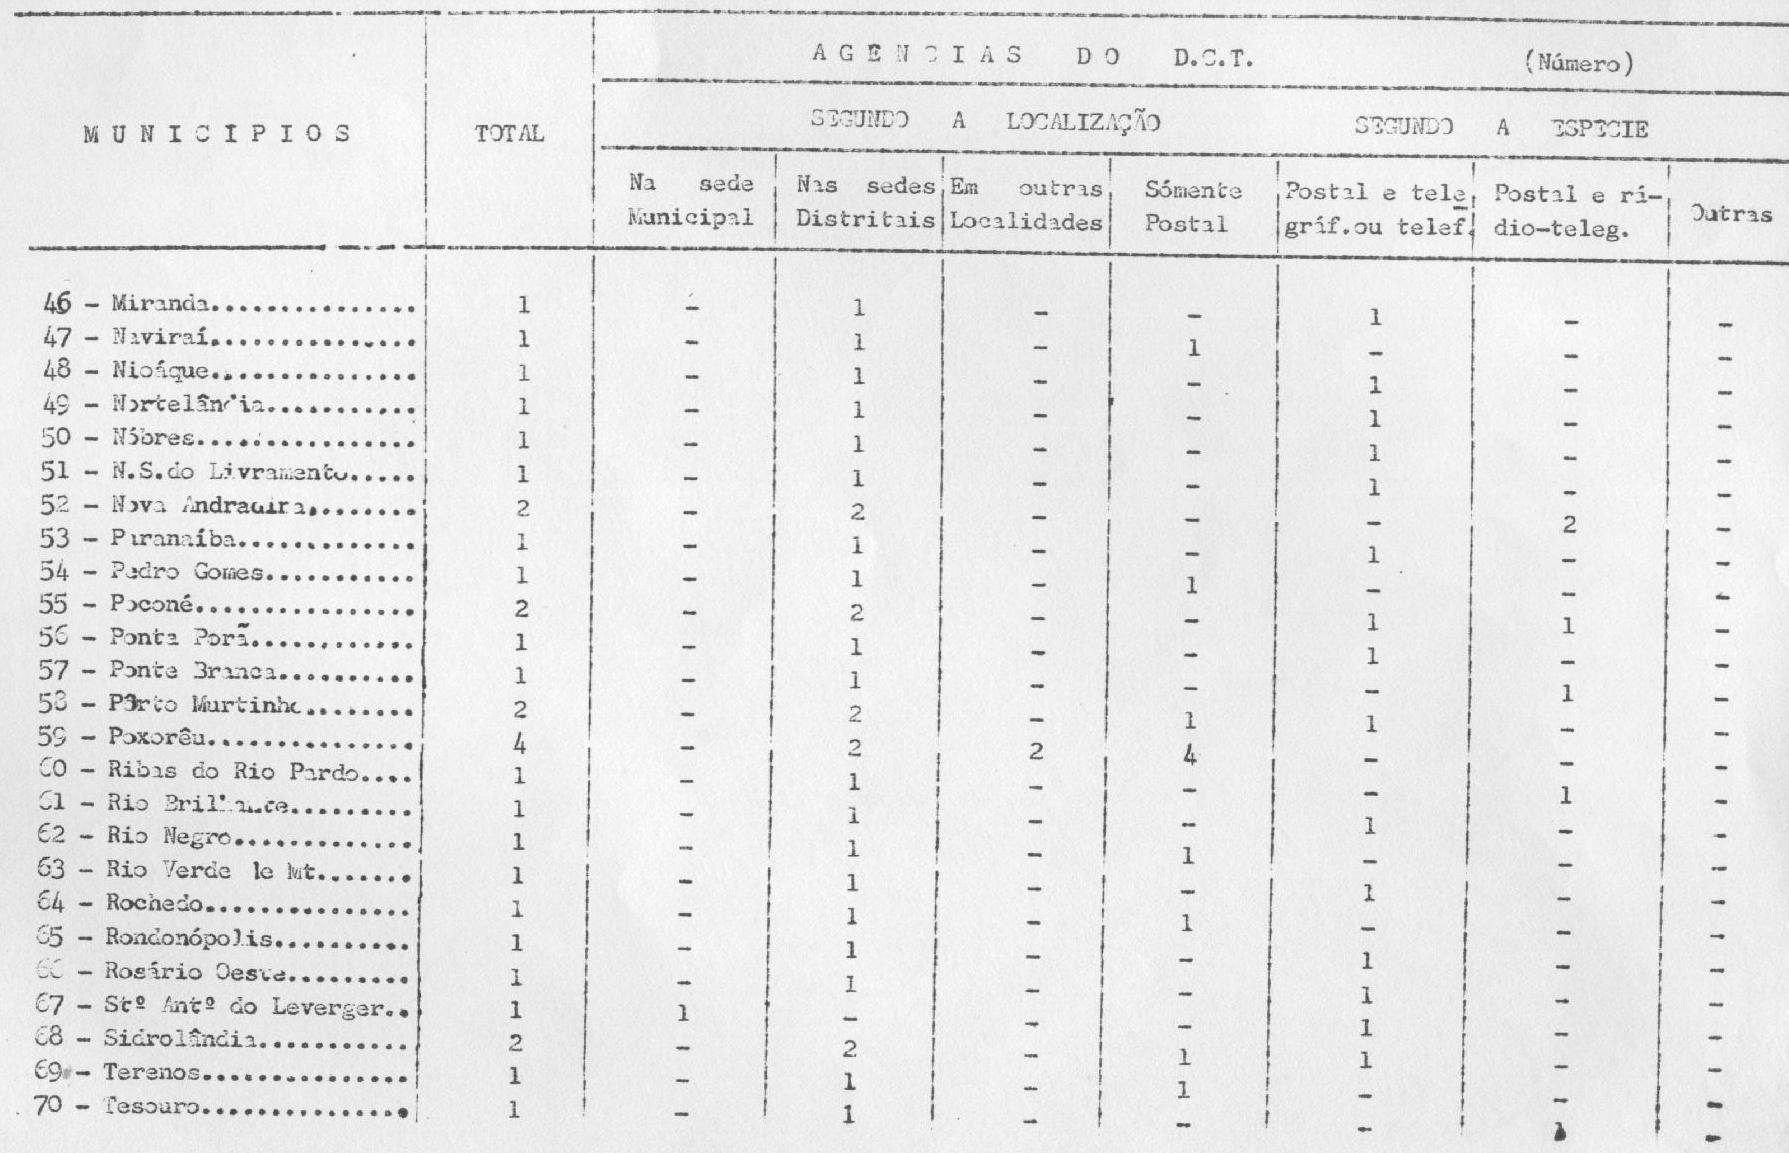 AGENCIAS DO D.C.T. (Número)
MUNICIPIOS TOTAL SEGUNDO A LOCALIZAÇÃO SEGUNDO A ESPECIE
Na sede Nas sedes Em outras Sómente Postal e tele Postal e rá- Outras
Municipal Distritais Localidades Postal gráf.ou telef. dio-teleg.
46 - Miranda............... 1 - 1 - - 1 - -
47 - Naviraí............... 1 - 1 - 1 - - -
48 - Nioáque............... 1 - 1 - - 1 - -
49 - Nortelândia........... 1 - 1 - - 1 - -
50 - Nóbres................ 1 - 1 - - 1 - -
51 - N.S.do Livramento..... 1 - 1 - - 1 - -
52 - Nova Andradina........ 2 - 2 - - - 2 -
53 - Paranaíba............. 1 - 1 - - 1 - -
54 - Pedro Gomes........... 1 - 1 - 1 - - -
55 - Poconé................ 2 - 2 - - 1 1 -
56 - Ponta Porã............ 1 - 1 - - 1 - -
57 - Ponte Branca.......... 1 - 1 - - - 1 -
58 - Pôrto Murtinho........ 2 - 2 - 1 1 - -
59 - Poxorêu............... 4 - 2 2 4 - - -
60 - Ribas do Rio Pardo.... 1 - 1 - - - 1 -
61 - Rio Brilhante......... 1 - 1 - - 1 - -
62 - Rio Negro............. 1 - 1 - 1 - - -
63 - Rio Verde de Mt....... 1 - 1 - - 1 - -
64 - Rochedo............... 1 - 1 - 1 - - -
65 - Rondonópolis.......... 1 - 1 - - 1 - -
66 - Rosário Oeste......... 1 - 1 - - 1 - -
67 - Stº Antº do Leverger.. 1 1 - - - 1 - -
68 - Sidrolândia........... 2 - 2 - 1 1 - -
69 - Terenos............... 1 - 1 - 1 - - -
70 - Tesouro............... 1 - 1 - - - 1 -